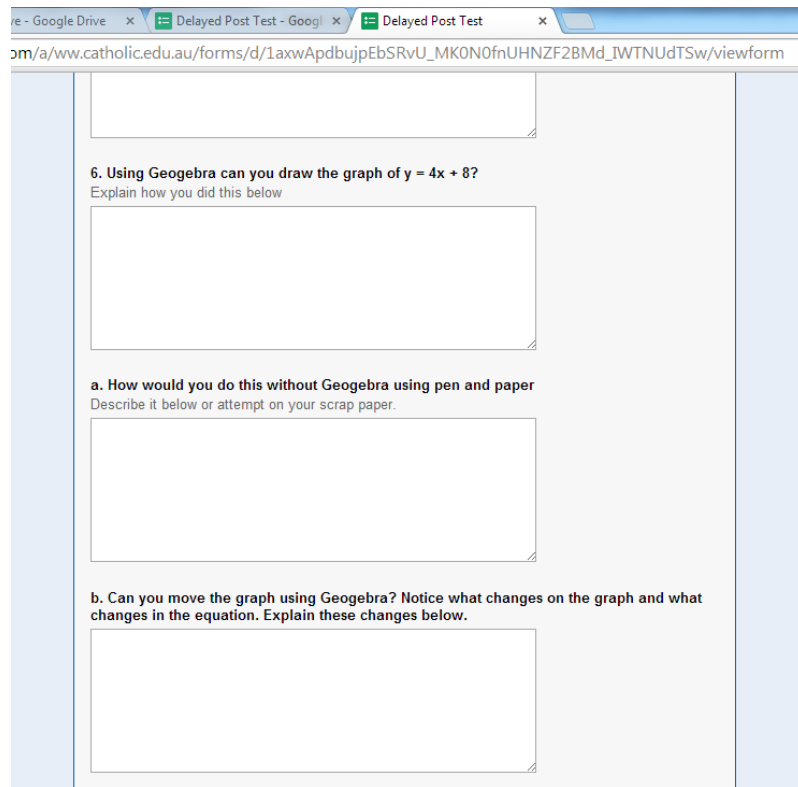 ve - Google Drive × Delayed Post Test - Googl × Delayed Post Test ×
om/a/ww.catholic.edu.au/forms/d/1axwApdbujpEbSRvU_MK0N0fnUHNZF2BMd_IWTNUdTSw/viewform
6. Using Geogebra can you draw the graph of y = 4x + 8?
Explain how you did this below
a. How would you do this without Geogebra using pen and paper
Describe it below or attempt on your scrap paper.
b. Can you move the graph using Geogebra? Notice what changes on the graph and what
changes in the equation. Explain these changes below.